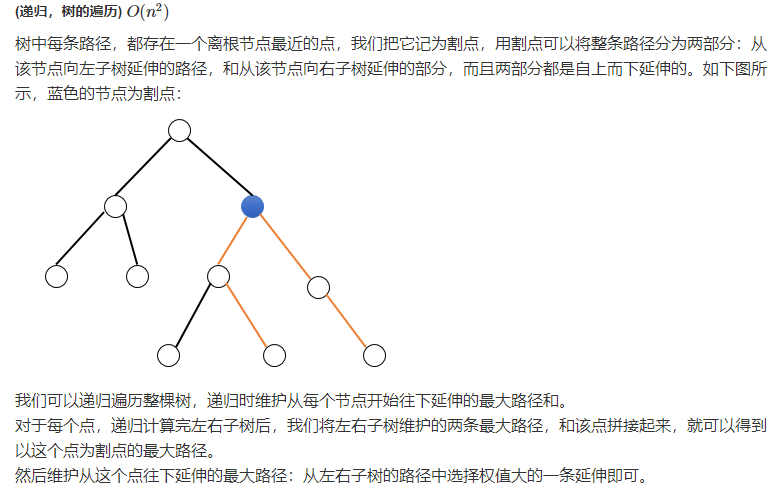 (递归，树的遍历) O(n²)
树中每条路径，都存在一个离根节点最近的点，我们把它记为割点，用割点可以将整条路径分为两部分：从
该节点向左子树延伸的路径，和从该节点向右子树延伸的部分，而且两部分都是自上而下延伸的。如下图所
示，蓝色的节点为割点：
我们可以递归遍历整棵树，递归时维护从每个节点开始往下延伸的最大路径和。
对于每个点，递归计算完左右子树后，我们将左右子树维护的两条最大路径，和该点拼接起来，就可以得到
以这个点为割点的最大路径。
然后维护从这个点往下延伸的最大路径：从左右子树的路径中选择权值大的一条延伸即可。